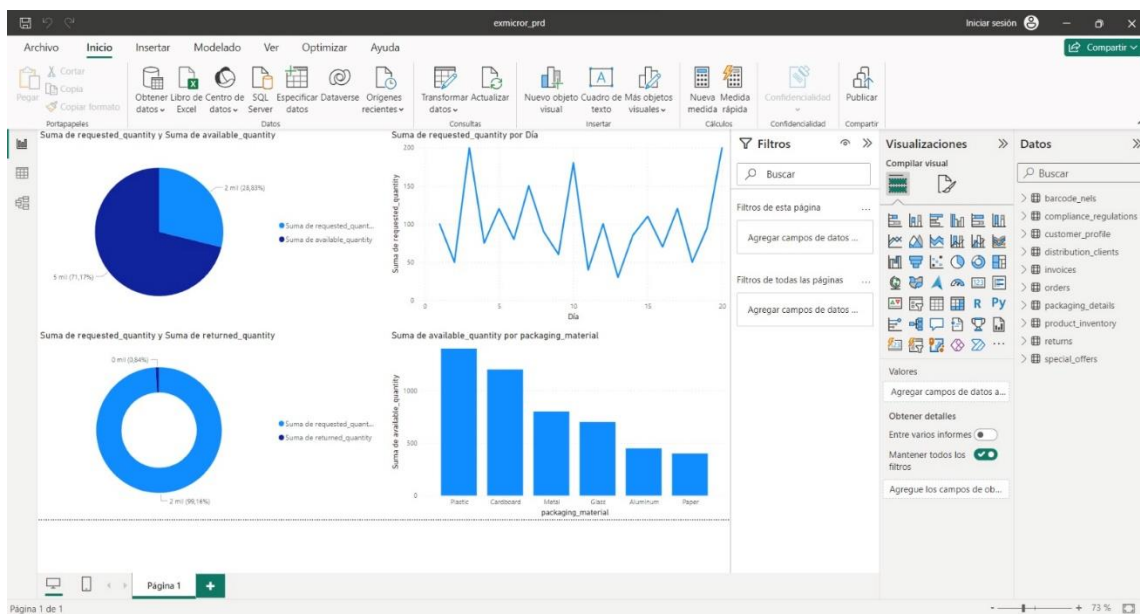 exmicror_prd
Iniciar sesión
Archivo Inicio Insertar Modelado Ver Optimizar Ayuda
Compartir
Pegar
Cortar
Copia
Copiar formato
Portapapeles
Obtener datos
Libro de Excel
Centro de datos
SQL Server
Especificar datos
Dataverse
Orígenes recientes
Datos
Transformar datos
Actualizar
Consultas
Nuevo objeto visual
Cuadro de texto
Más objetos visuales
Insertar
Nueva medida
Medida rápida
Cálculos
Confidencialidad
Confidencialidad
Publicar
Compartir
Suma de requested_quantity y Suma de available_quantity
2 mil (28,83%)
5 mil (71,17%)
Suma de requested_quant...
Suma de available_quantity
Suma de requested_quantity por Día
Suma de requested_quantity
200
150
100
50
0
0 5 10 15 20
Día
Suma de requested_quantity y Suma de returned_quantity
0 mil (0,84%)
2 mil (99,16%)
Suma de requested_quant...
Suma de returned_quantity
Suma de available_quantity por packaging_material
Suma de available_quantity
1000
500
0
Plastic Cardboard Metal Glass Aluminum Paper
packaging_material
Filtros
Buscar
Filtros de esta página ...
Agregar campos de datos ...
Filtros de todas las páginas ...
Agregar campos de datos ...
Visualizaciones
Compilar visual
R Py
...
Valores
Agregar campos de datos a...
Obtener detalles
Entre varios informes
Mantener todos los
filtros
Agregue los campos de ob...
Datos
Buscar
barcode_nels
compliance_regulations
customer_profile
distribution_clients
invoices
orders
packaging_details
product_inventory
returns
special_offers
Página 1
Página 1 de 1
73 %